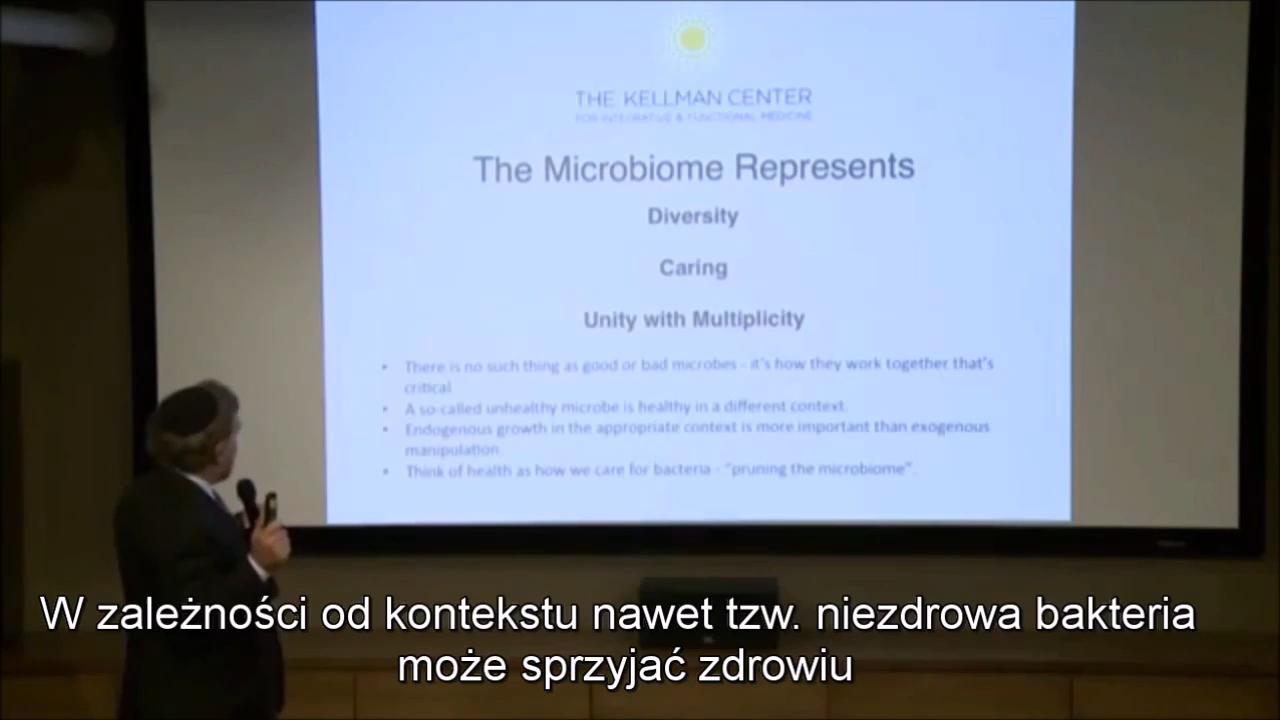 THE KELLMAN CENTER
FOR INTEGRATIVE & FUNCTIONAL MEDICINE
The Microbiome Represents
Diversity
Caring
Unity with Multiplicity
• There is no such thing as good or bad microbes - it's how they work together that's
critical.
• A so-called unhealthy microbe is healthy in a different context.
• Endogenous growth in the appropriate context is more important than exogenous
manipulation.
• Think of health as how we care for bacteria - "pruning the microbiome".
W zależności od kontekstu nawet tzw. niezdrowa bakteria
może sprzyjać zdrowiu